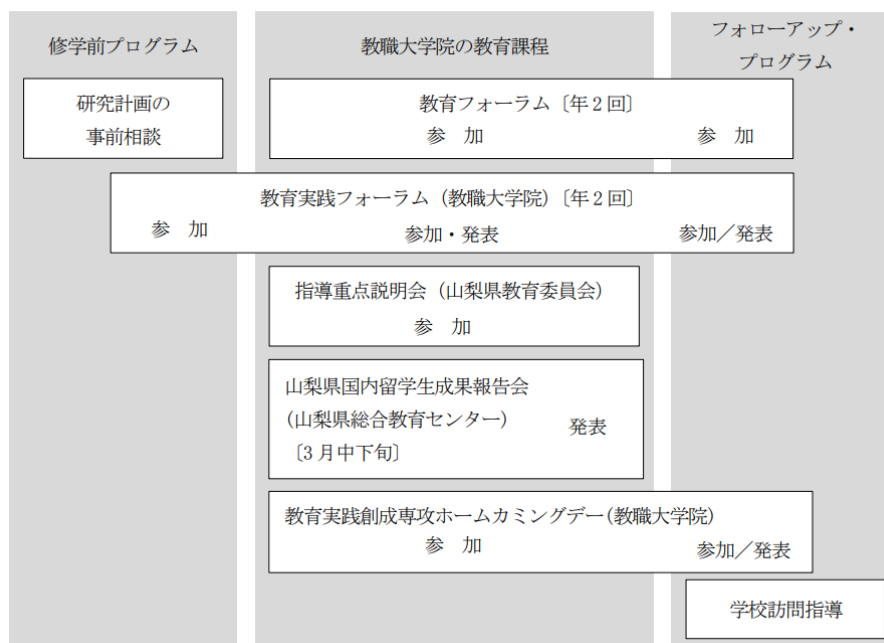 修学前プログラム
教職大学院の教育課程
フォローアップ・
プログラム
研究計画の
事前相談
教育フォーラム〔年2回〕
参 加 参 加
教育実践フォーラム(教職大学院)〔年2回〕
参 加 参加・発表 参加/発表
指導重点説明会(山梨県教育委員会)
参 加
山梨県国内留学生成果報告会
(山梨県総合教育センター) 発表
〔3月中下旬〕
教育実践創成専攻ホームカミングデー(教職大学院)
参 加 参加/発表
学校訪問指導